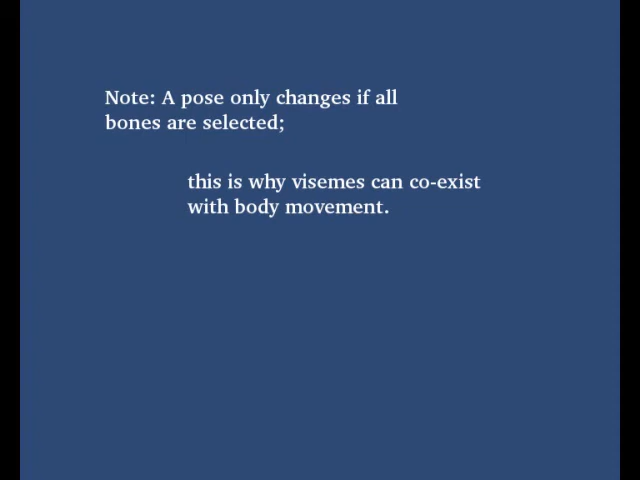 Note: A pose only changes if all
bones are selected;
this is why visemes can co-exist
with body movement.